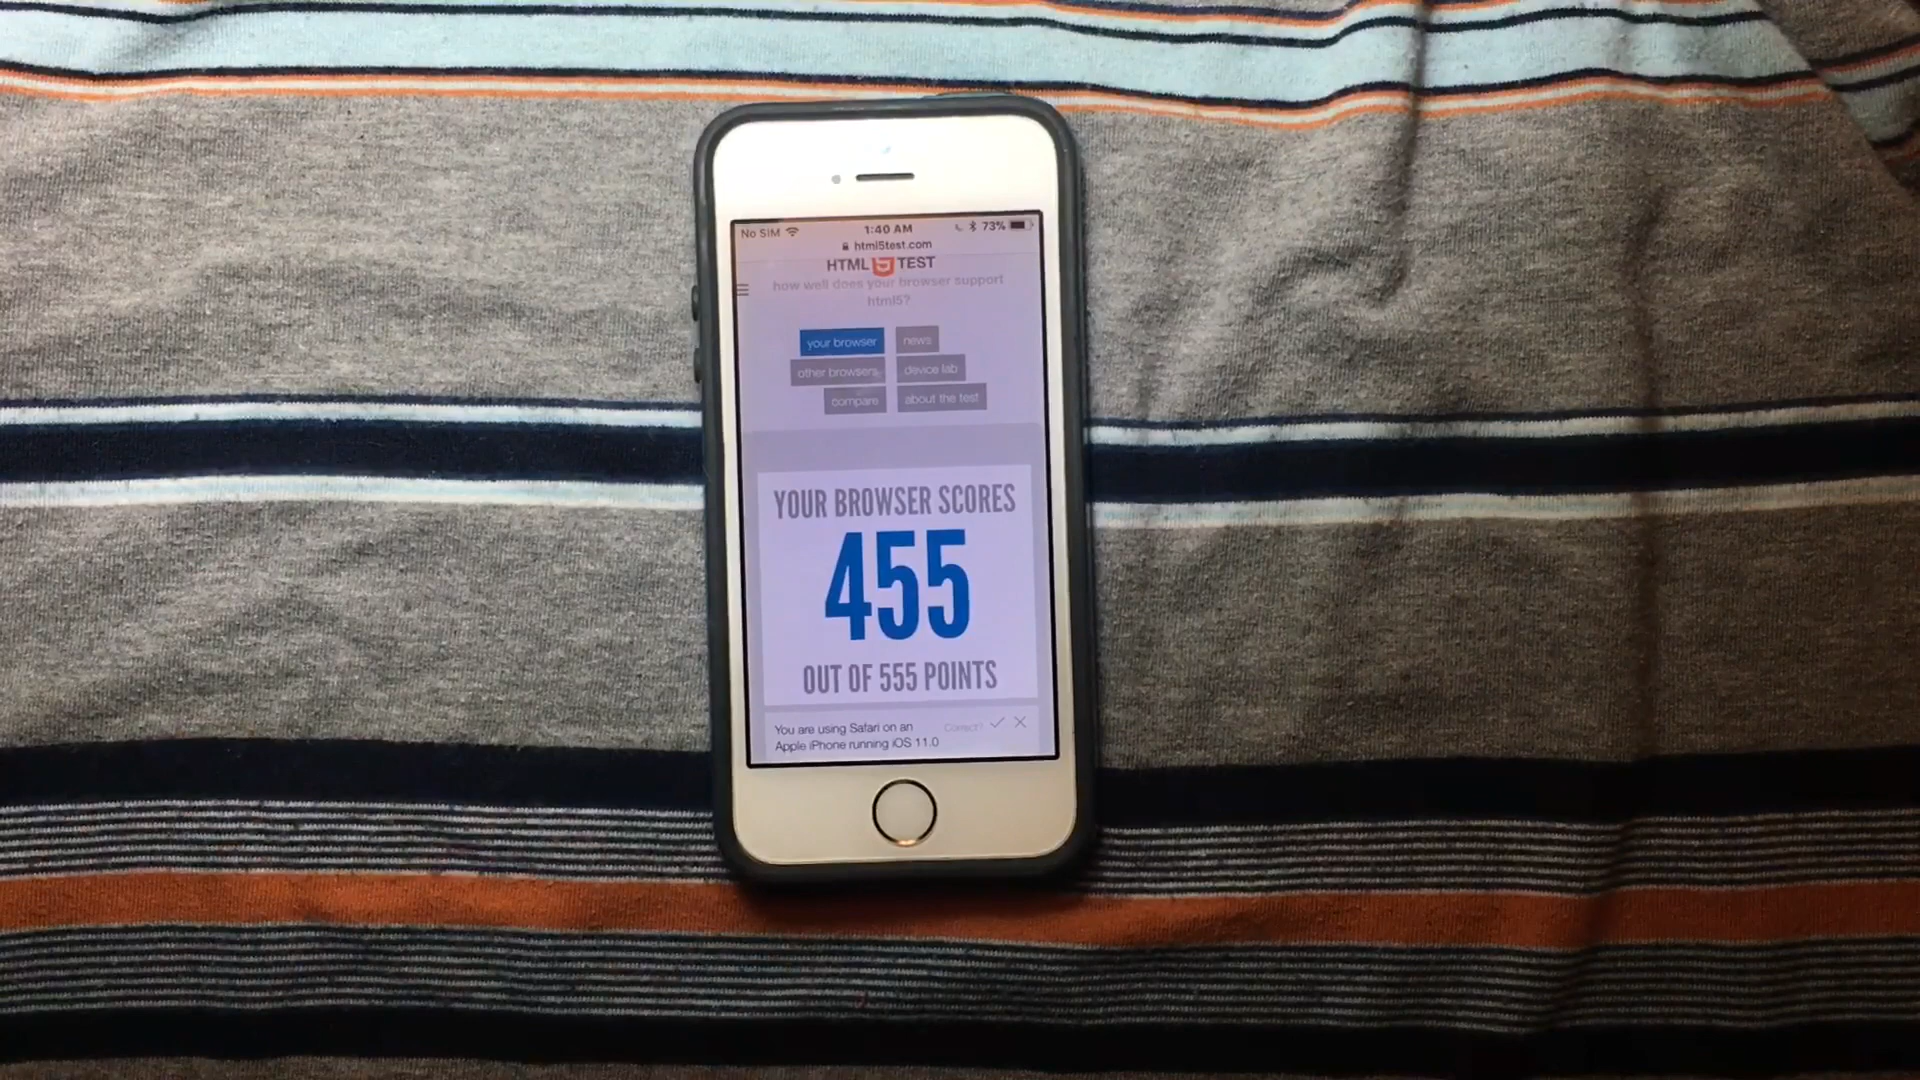 No SIM 1:40 AM 73%
html5test.com
HTML 5 TEST
how well does your browser support
html5?
your browser news
other browsers device lab
compare about the test
YOUR BROWSER SCORES
455
OUT OF 555 POINTS
You are using Safari on an Correct?
Apple iPhone running iOS 11.0